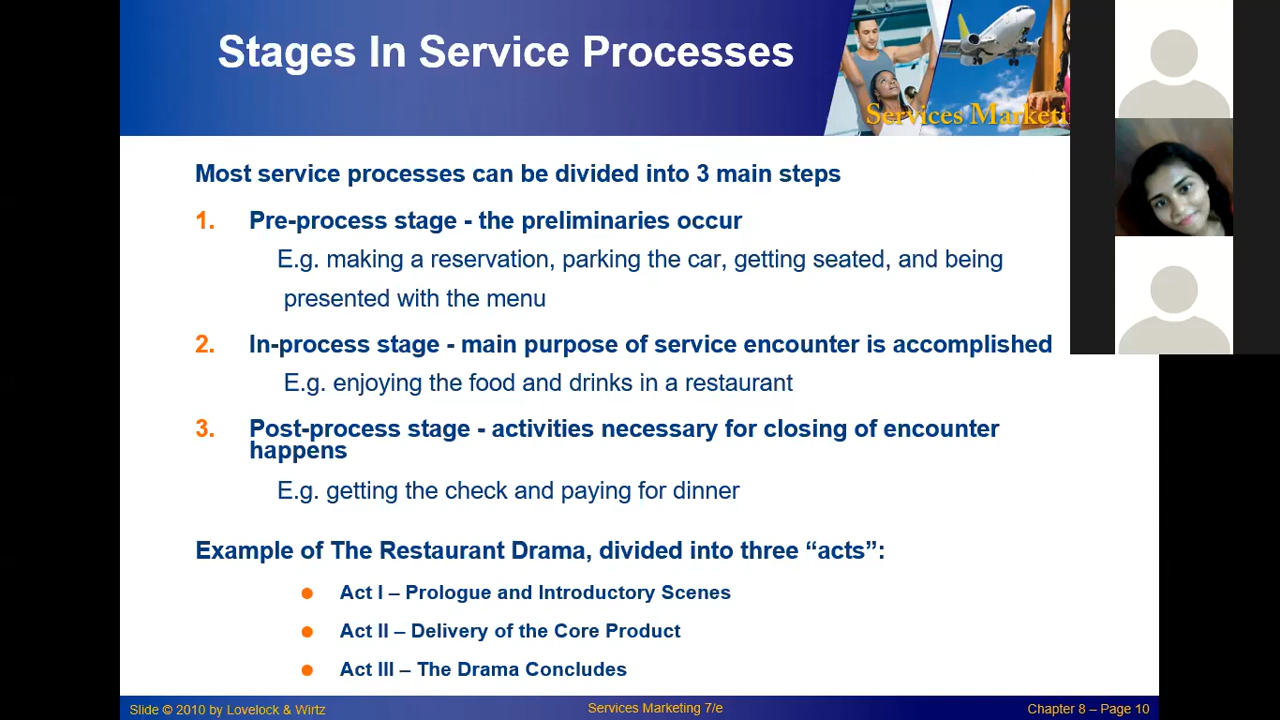 Stages In Service Processes
Services Marketi
Most service processes can be divided into 3 main steps
1. Pre-process stage - the preliminaries occur
E.g. making a reservation, parking the car, getting seated, and being
presented with the menu
2. In-process stage - main purpose of service encounter is accomplished
E.g. enjoying the food and drinks in a restaurant
3. Post-process stage - activities necessary for closing of encounter
happens
E.g. getting the check and paying for dinner
Example of The Restaurant Drama, divided into three “acts”:
● Act I – Prologue and Introductory Scenes
● Act II – Delivery of the Core Product
● Act III – The Drama Concludes
Slide © 2010 by Lovelock & Wirtz
Services Marketing 7/e
Chapter 8 – Page 10